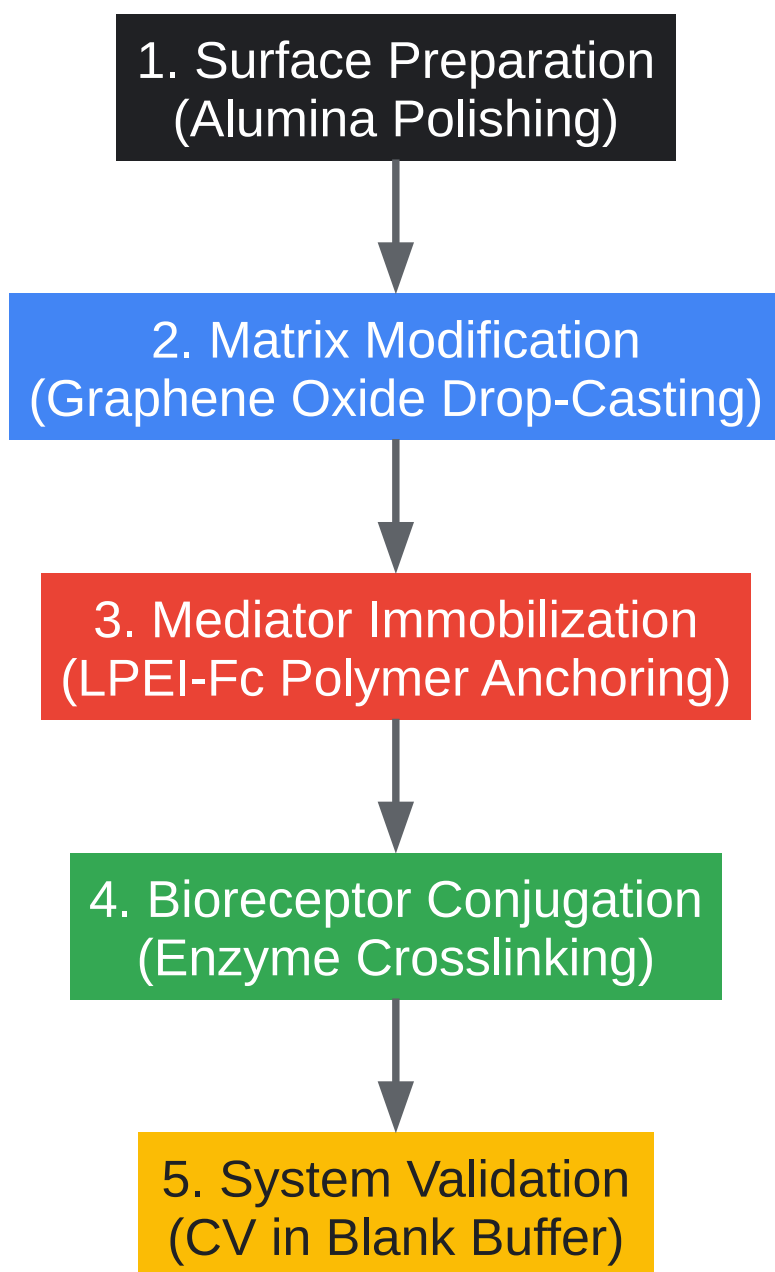 1. Surface Preparation
(Alumina Polishing)
2. Matrix Modification
(Graphene Oxide Drop-Casting)
3. Mediator Immobilization
(LPEI-Fc Polymer Anchoring)
4. Bioreceptor Conjugation
(Enzyme Crosslinking)
5. System Validation
(CV in Blank Buffer)